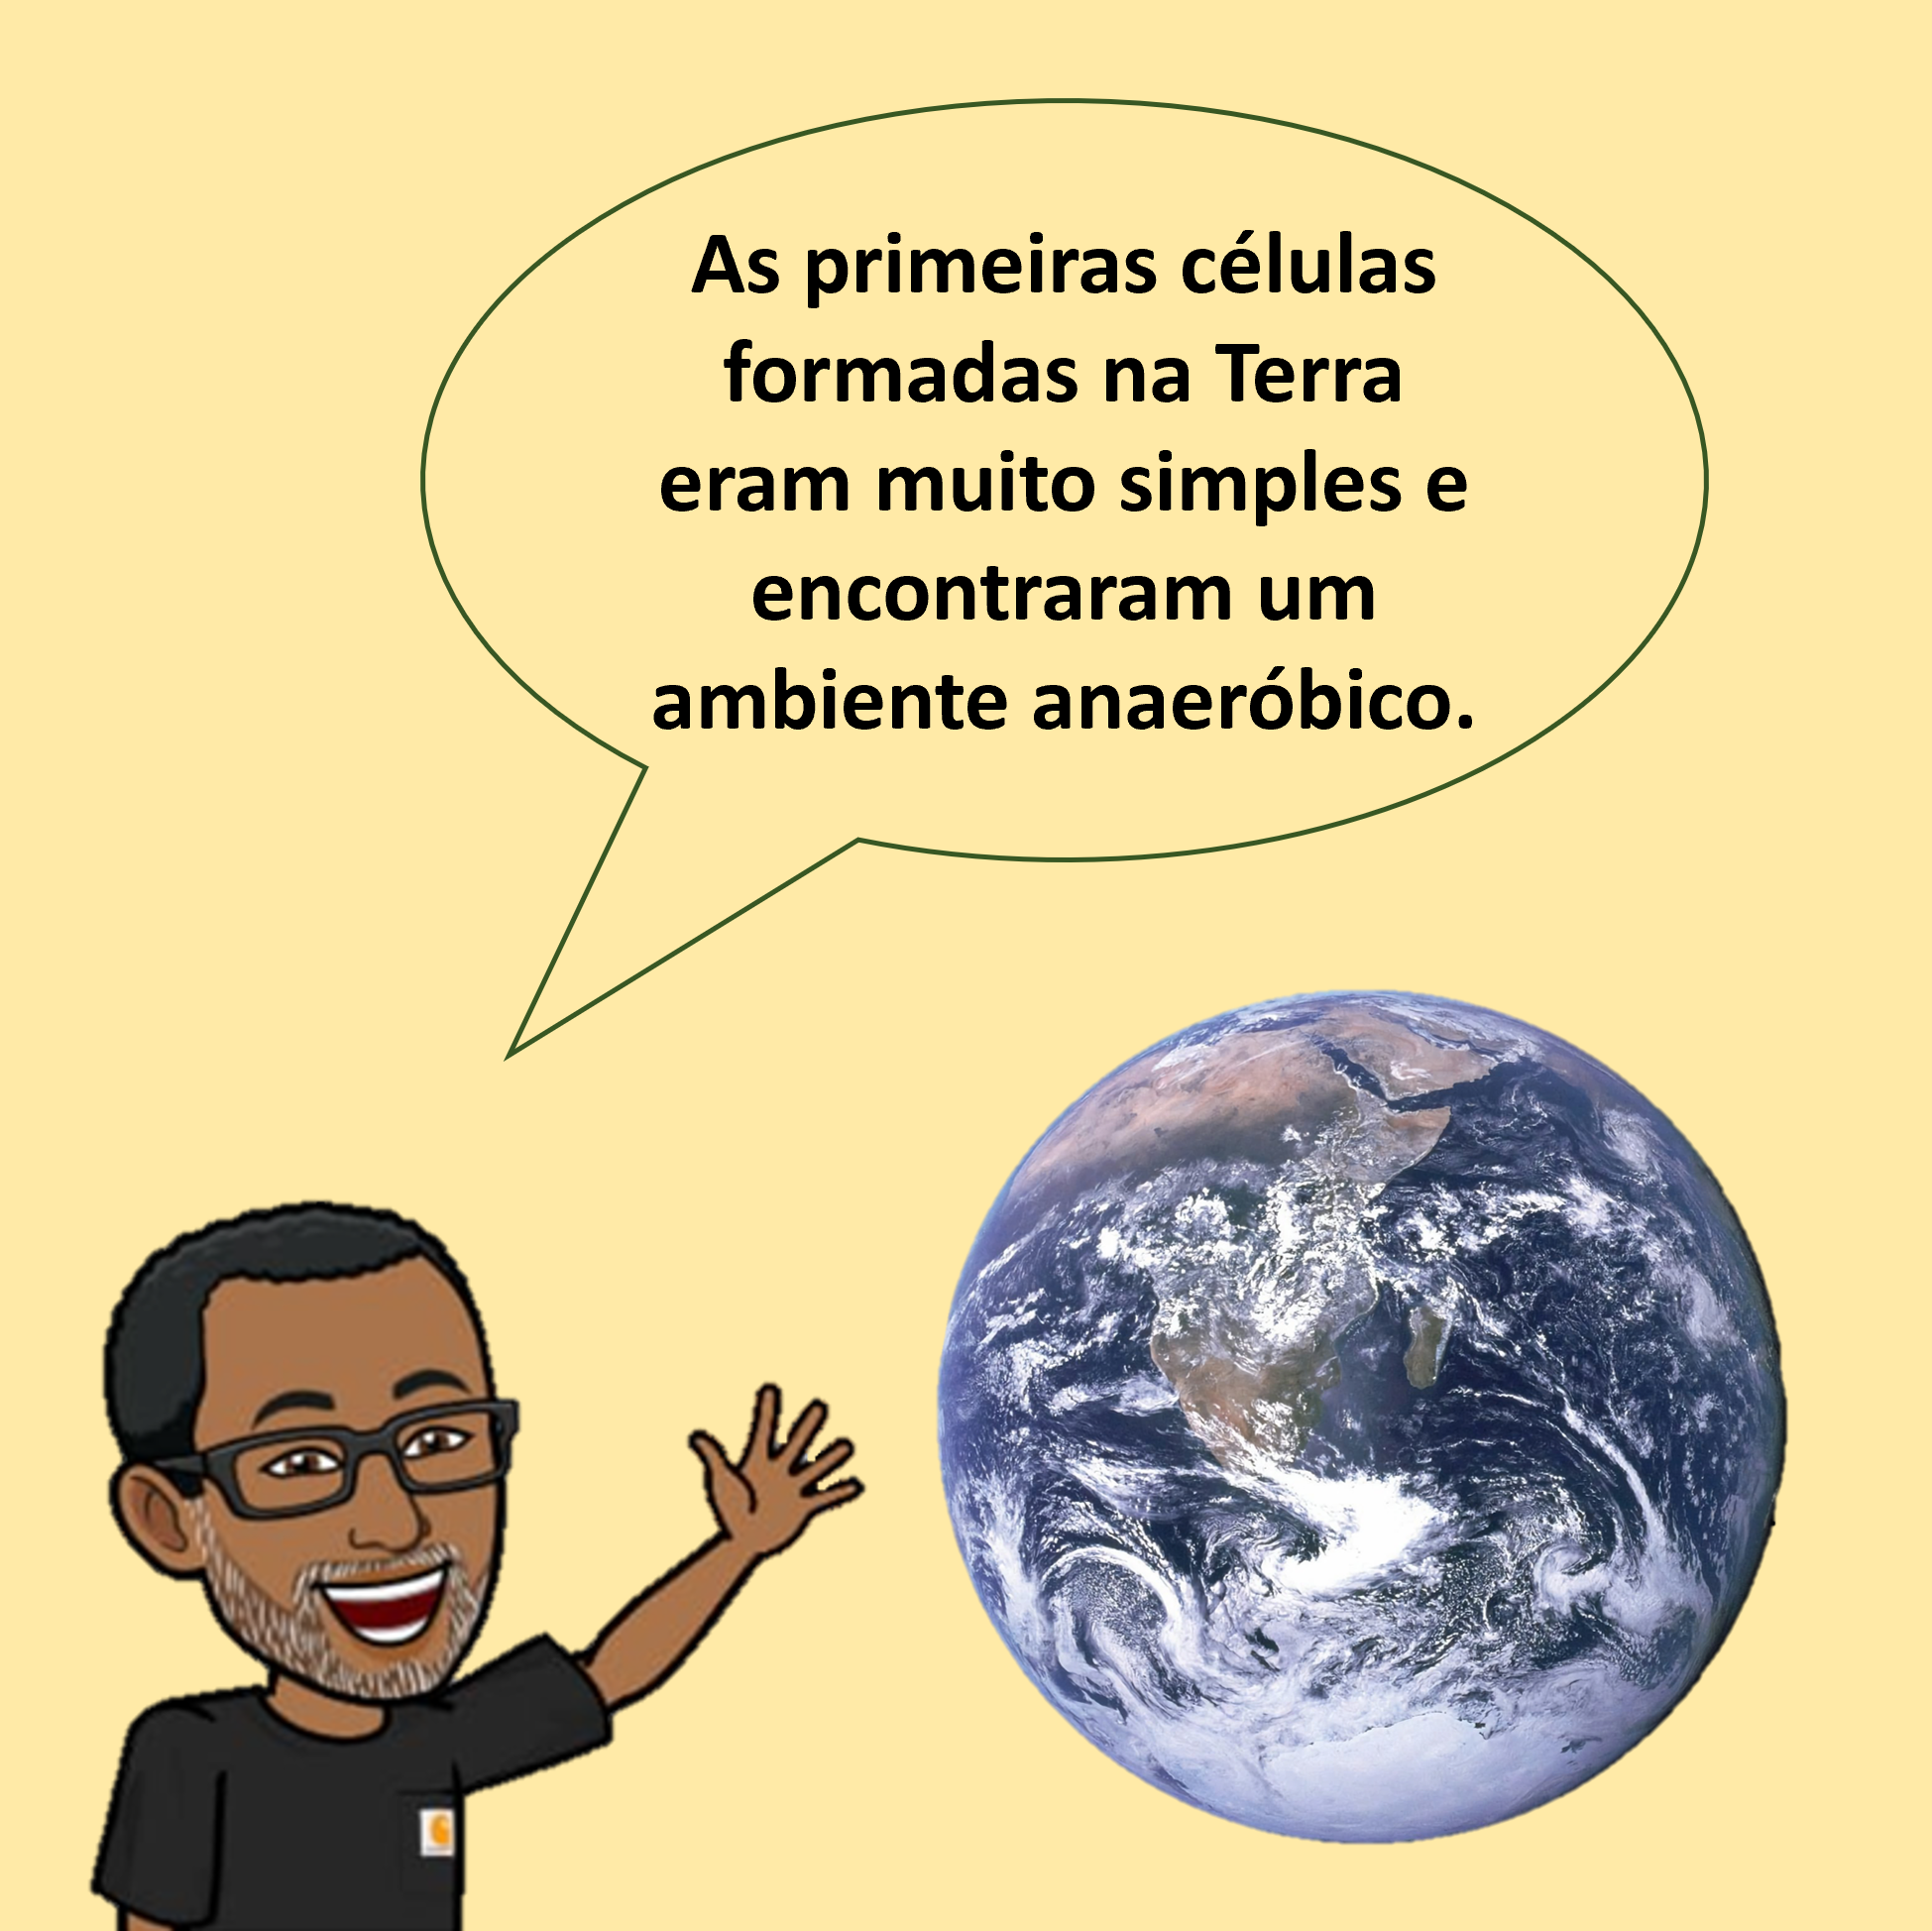 As primeiras células
formadas na Terra
eram muito simples e
encontraram um
ambiente anaeróbico.